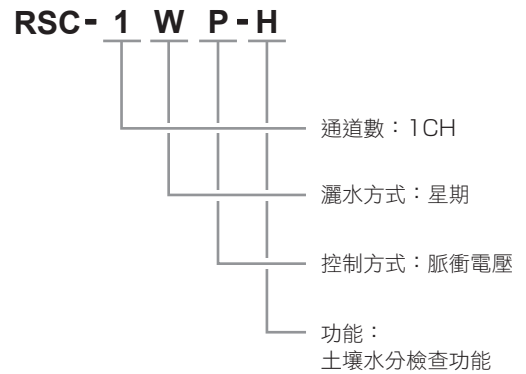 RSC- 1 W P - H
通道數：1CH
灑水方式：星期
控制方式：脈衝電壓
功能：
土壤水分檢查功能